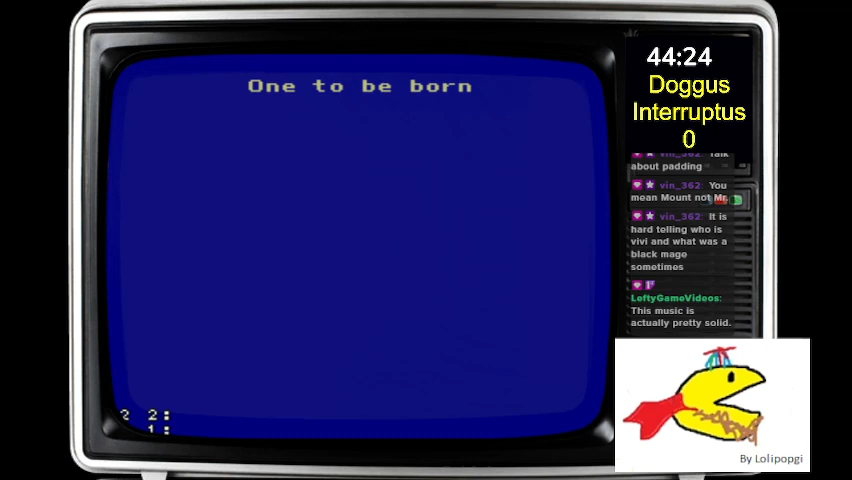 One to be born
2 2:
1:
44:24
Doggus
Interruptus
0
vin_362: Talk
about padding
vin_362: You
mean Mount not Mr.
vin_362: It is
hard telling who is
vivi and what was a
black mage
sometimes
LeftyGameVideos:
This music is
actually pretty solid.
By Lolipopgi